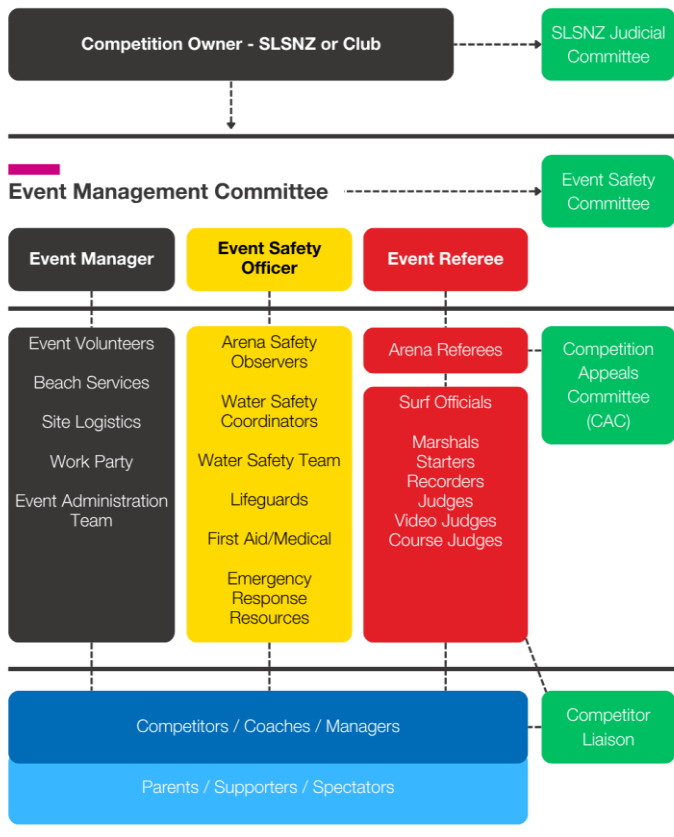 Competition Owner - SLSNZ or Club
SLSNZ Judicial
Committee
Event Management Committee
Event Safety
Committee
Event Manager
Event Safety
Officer
Event Referee
Event Volunteers
Beach Services
Site Logistics
Work Party
Event Administration
Team
Arena Safety
Observers
Water Safety
Coordinators
Water Safety Team
Lifeguards
First Aid/Medical
Emergency
Response
Resources
Arena Referees
Surf Officials
Marshals
Starters
Recorders
Judges
Video Judges
Course Judges
Competition
Appeals
Committee
(CAC)
Competitors / Coaches / Managers
Competitor
Liaison
Parents / Supporters / Spectators